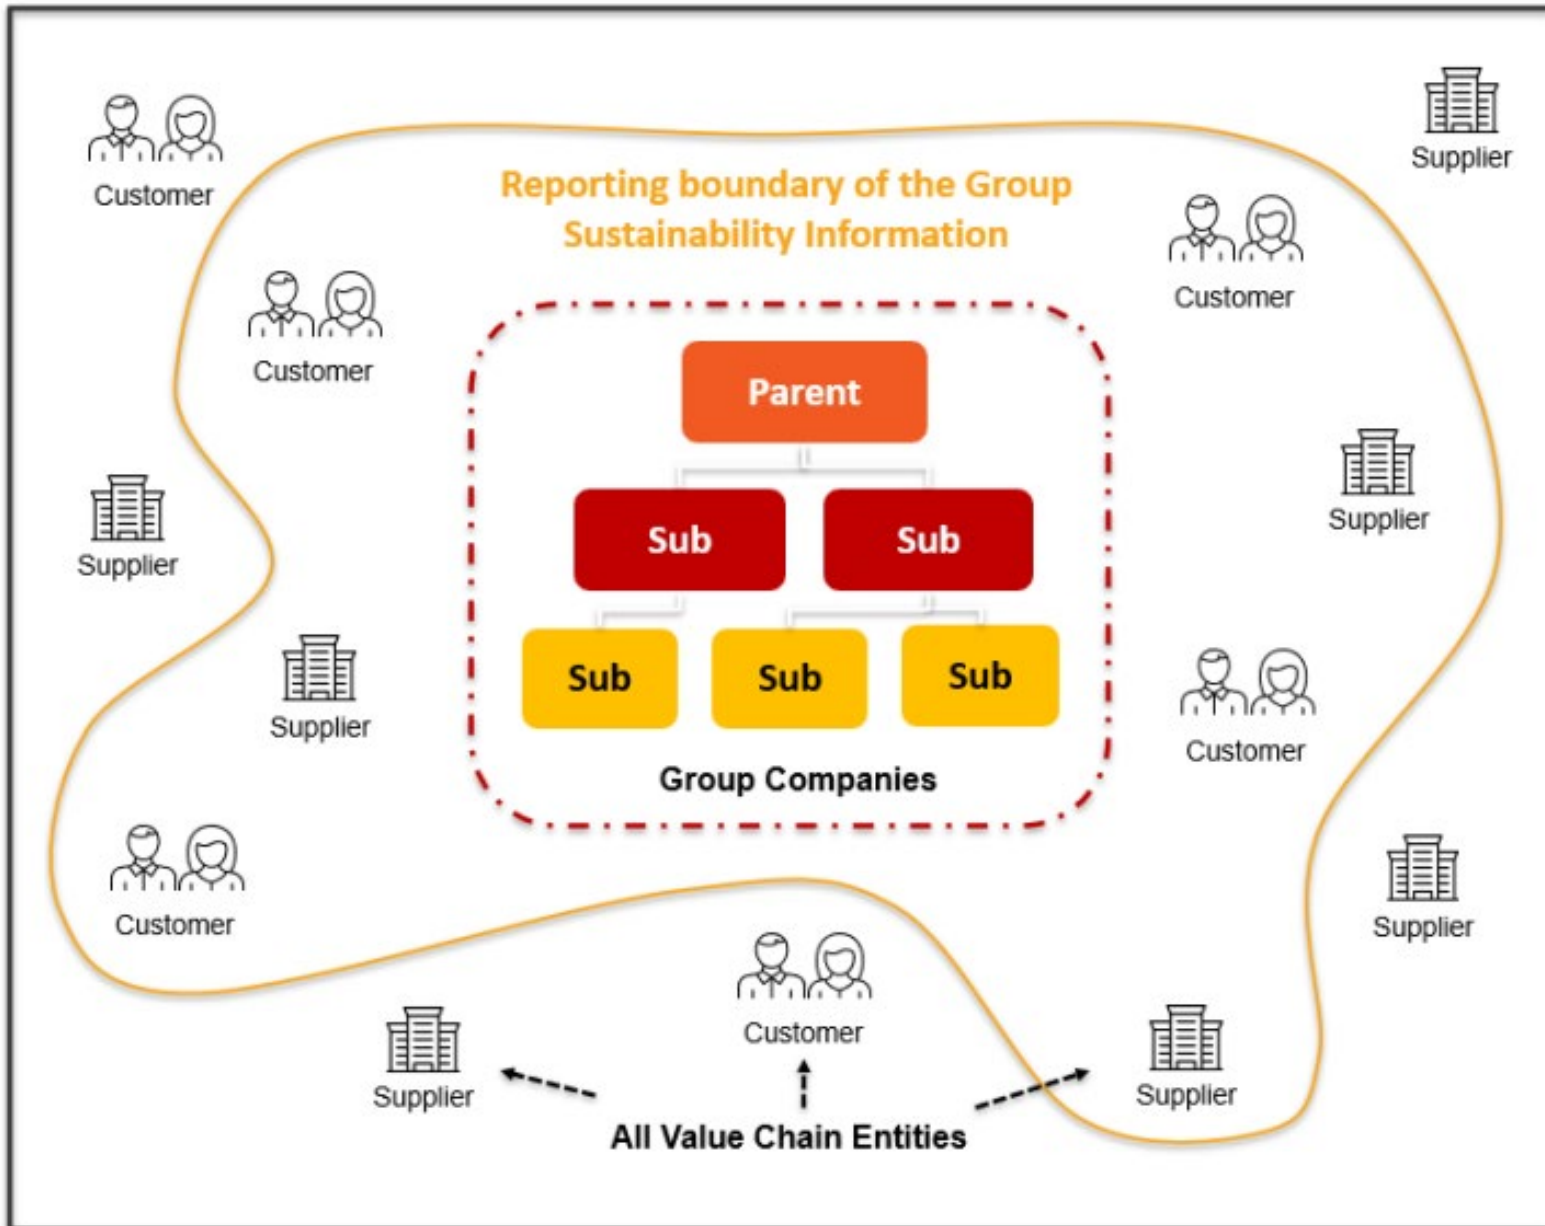 Supplier
Customer
Reporting boundary of the Group
Sustainability Information
Customer
Customer
Parent
Supplier
Sub
Sub
Supplier
Sub
Sub
Sub
Supplier
Customer
Group Companies
Customer
Supplier
Customer
Supplier
Supplier
All Value Chain Entities